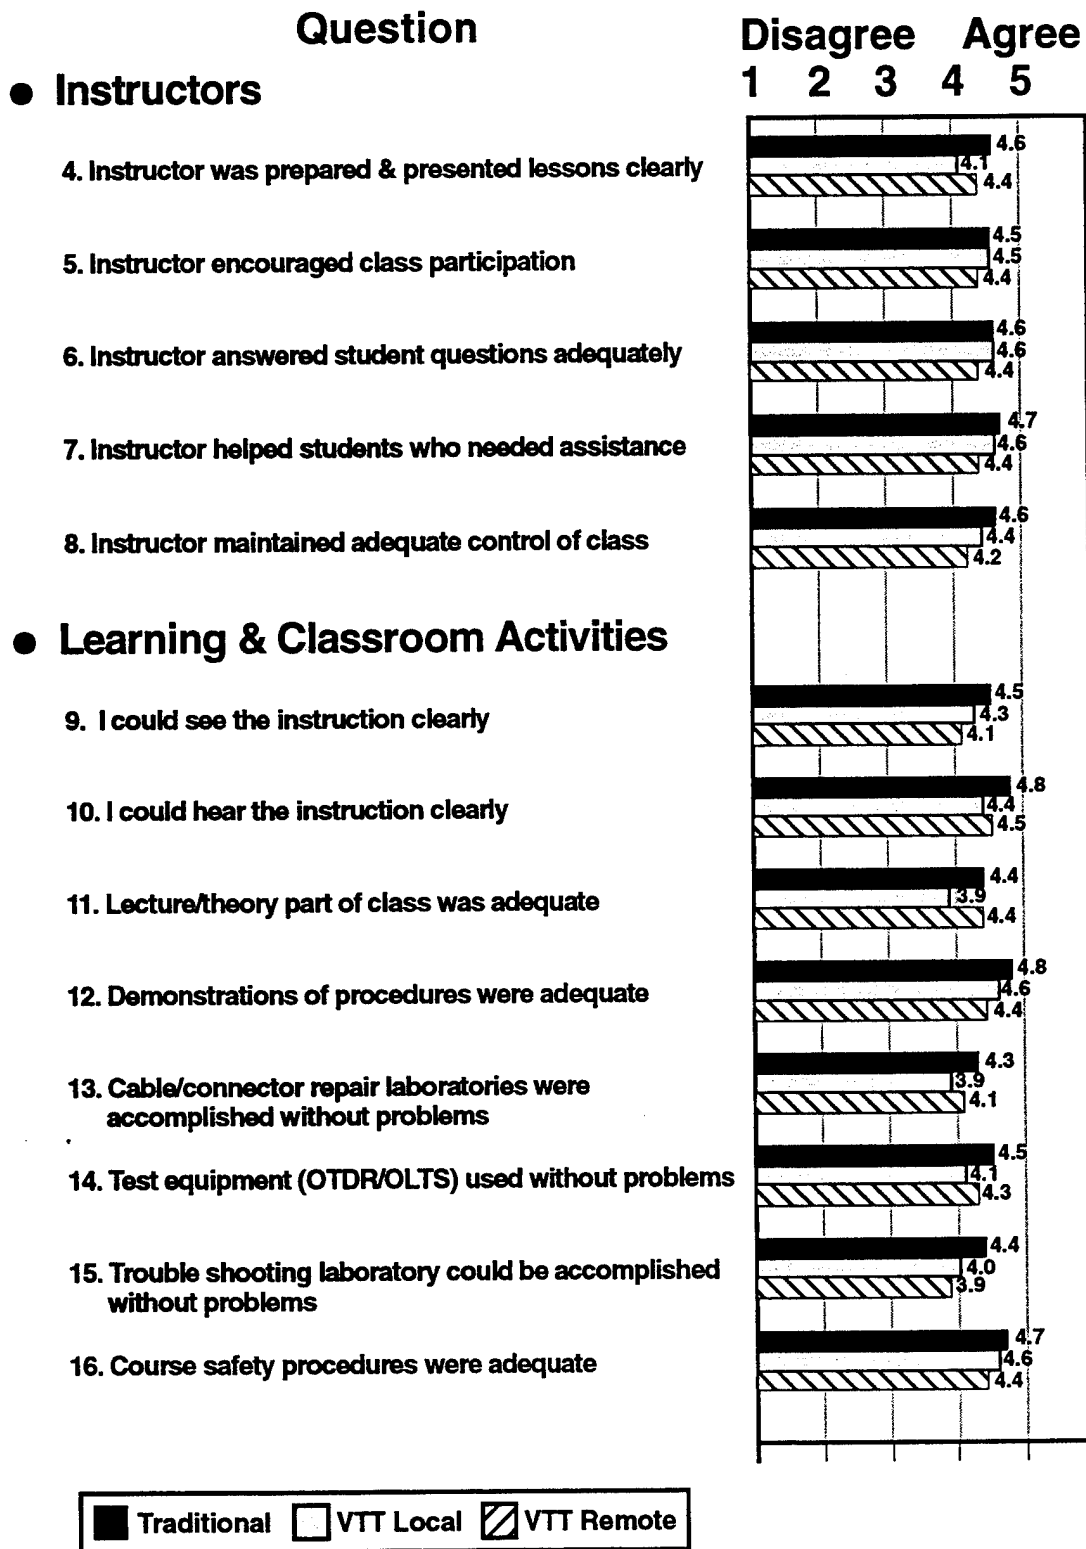 Question
Disagree Agree
1 2 3 4 5
● Instructors
4. Instructor was prepared & presented lessons clearly
4.6
4.1
4.4
5. Instructor encouraged class participation
4.5
4.5
4.4
6. Instructor answered student questions adequately
4.6
4.6
4.4
7. Instructor helped students who needed assistance
4.7
4.6
4.4
8. Instructor maintained adequate control of class
4.6
4.4
4.2
● Learning & Classroom Activities
9. I could see the instruction clearly
4.5
4.3
4.1
10. I could hear the instruction clearly
4.8
4.4
4.5
11. Lecture/theory part of class was adequate
4.4
3.9
4.4
12. Demonstrations of procedures were adequate
4.8
4.6
4.4
13. Cable/connector repair laboratories were
accomplished without problems
4.3
3.9
4.1
14. Test equipment (OTDR/OLTS) used without problems
4.5
4.1
4.3
15. Trouble shooting laboratory could be accomplished
without problems
4.4
4.0
3.9
16. Course safety procedures were adequate
4.7
4.6
4.4
Traditional VTT Local VTT Remote